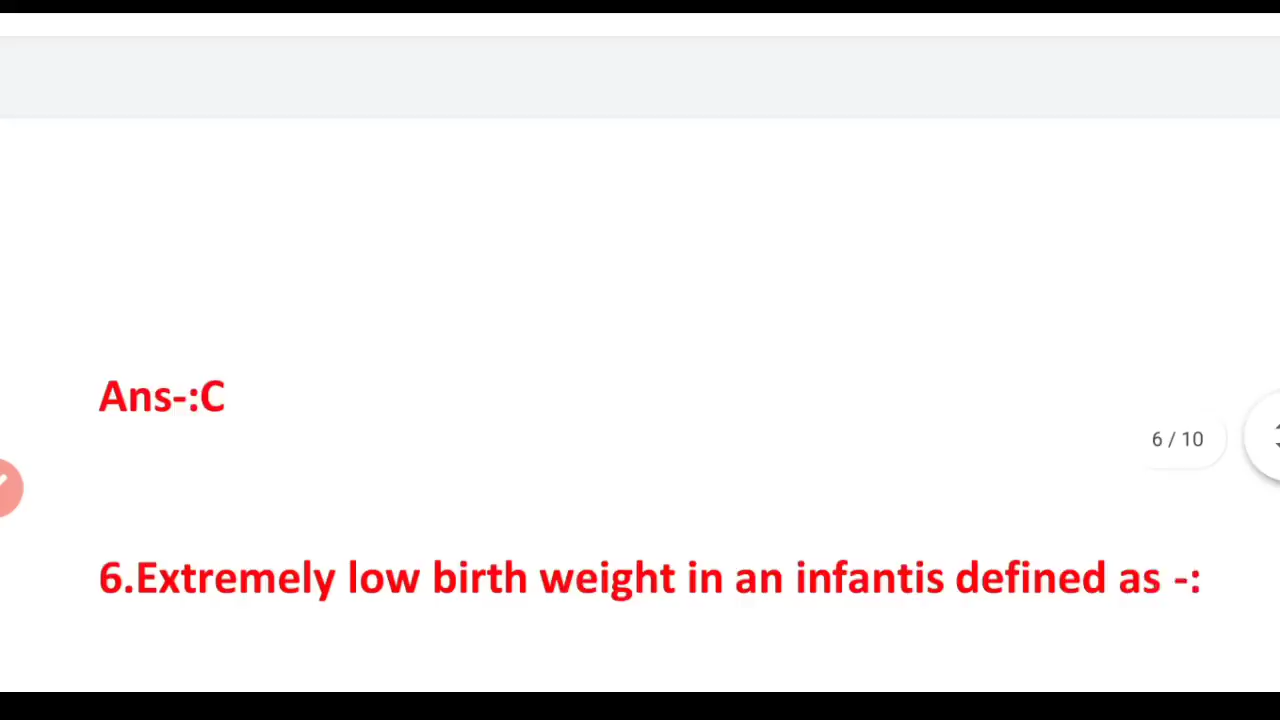 Ans-:C
6 / 10
6.Extremely low birth weight in an infantis defined as -: